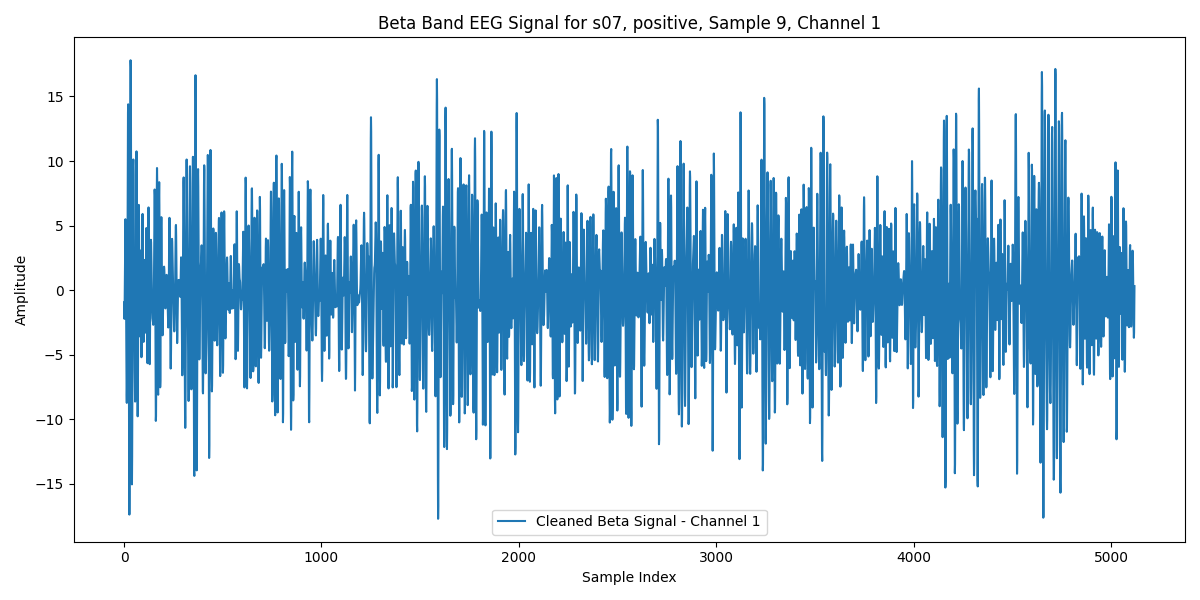 Beta Band EEG Signal for s07, positive, Sample 9, Channel 1
Amplitude
15
10
5
0
−5
−10
−15
Cleaned Beta Signal - Channel 1
0 1000 2000 3000 4000 5000
Sample Index